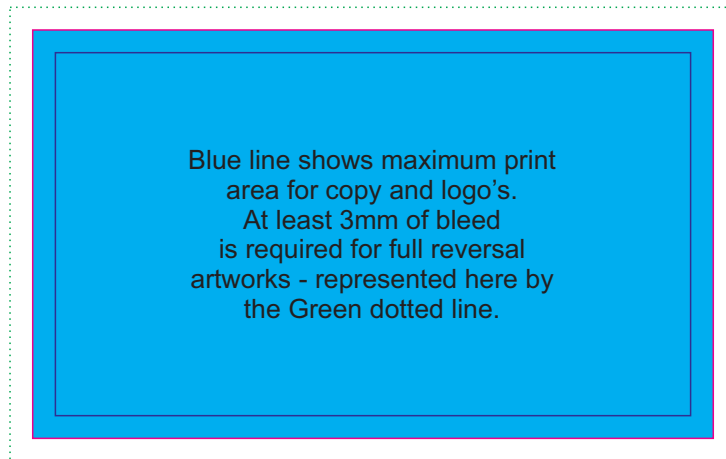 Blue line shows maximum print
area for copy and logo’s.
At least 3mm of bleed
is required for full reversal
artworks - represented here by
the Green dotted line.